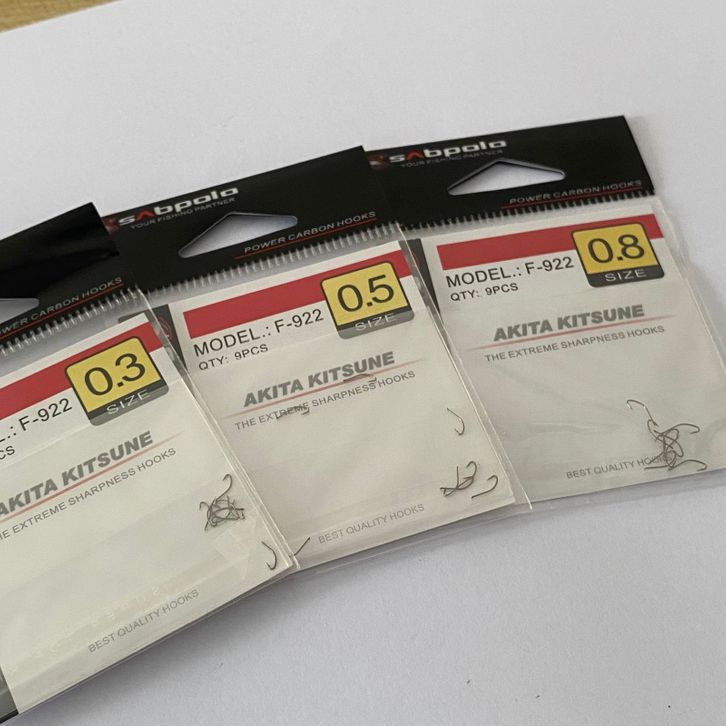 POWER CARBON HOOKS
L.: F-922
CS
0.3
SIZE
AKITA KITSUNE
THE EXTREME SHARPNESS HOOKS
BEST QUALITY HOOKS
sAbpolo
YOUR FISHING PARTNER
POWER CARBON HOOKS
MODEL.: F-922
QTY: 9PCS
0.5
SIZE
AKITA KITSUNE
THE EXTREME SHARPNESS HOOKS
BEST QUALITY HOOKS
sAbpolo
YOUR FISHING PARTNER
POWER CARBON HOOKS
MODEL.: F-922
QTY: 9PCS
0.8
SIZE
AKITA KITSUNE
THE EXTREME SHARPNESS HOOKS
BEST QUALITY HOOKS